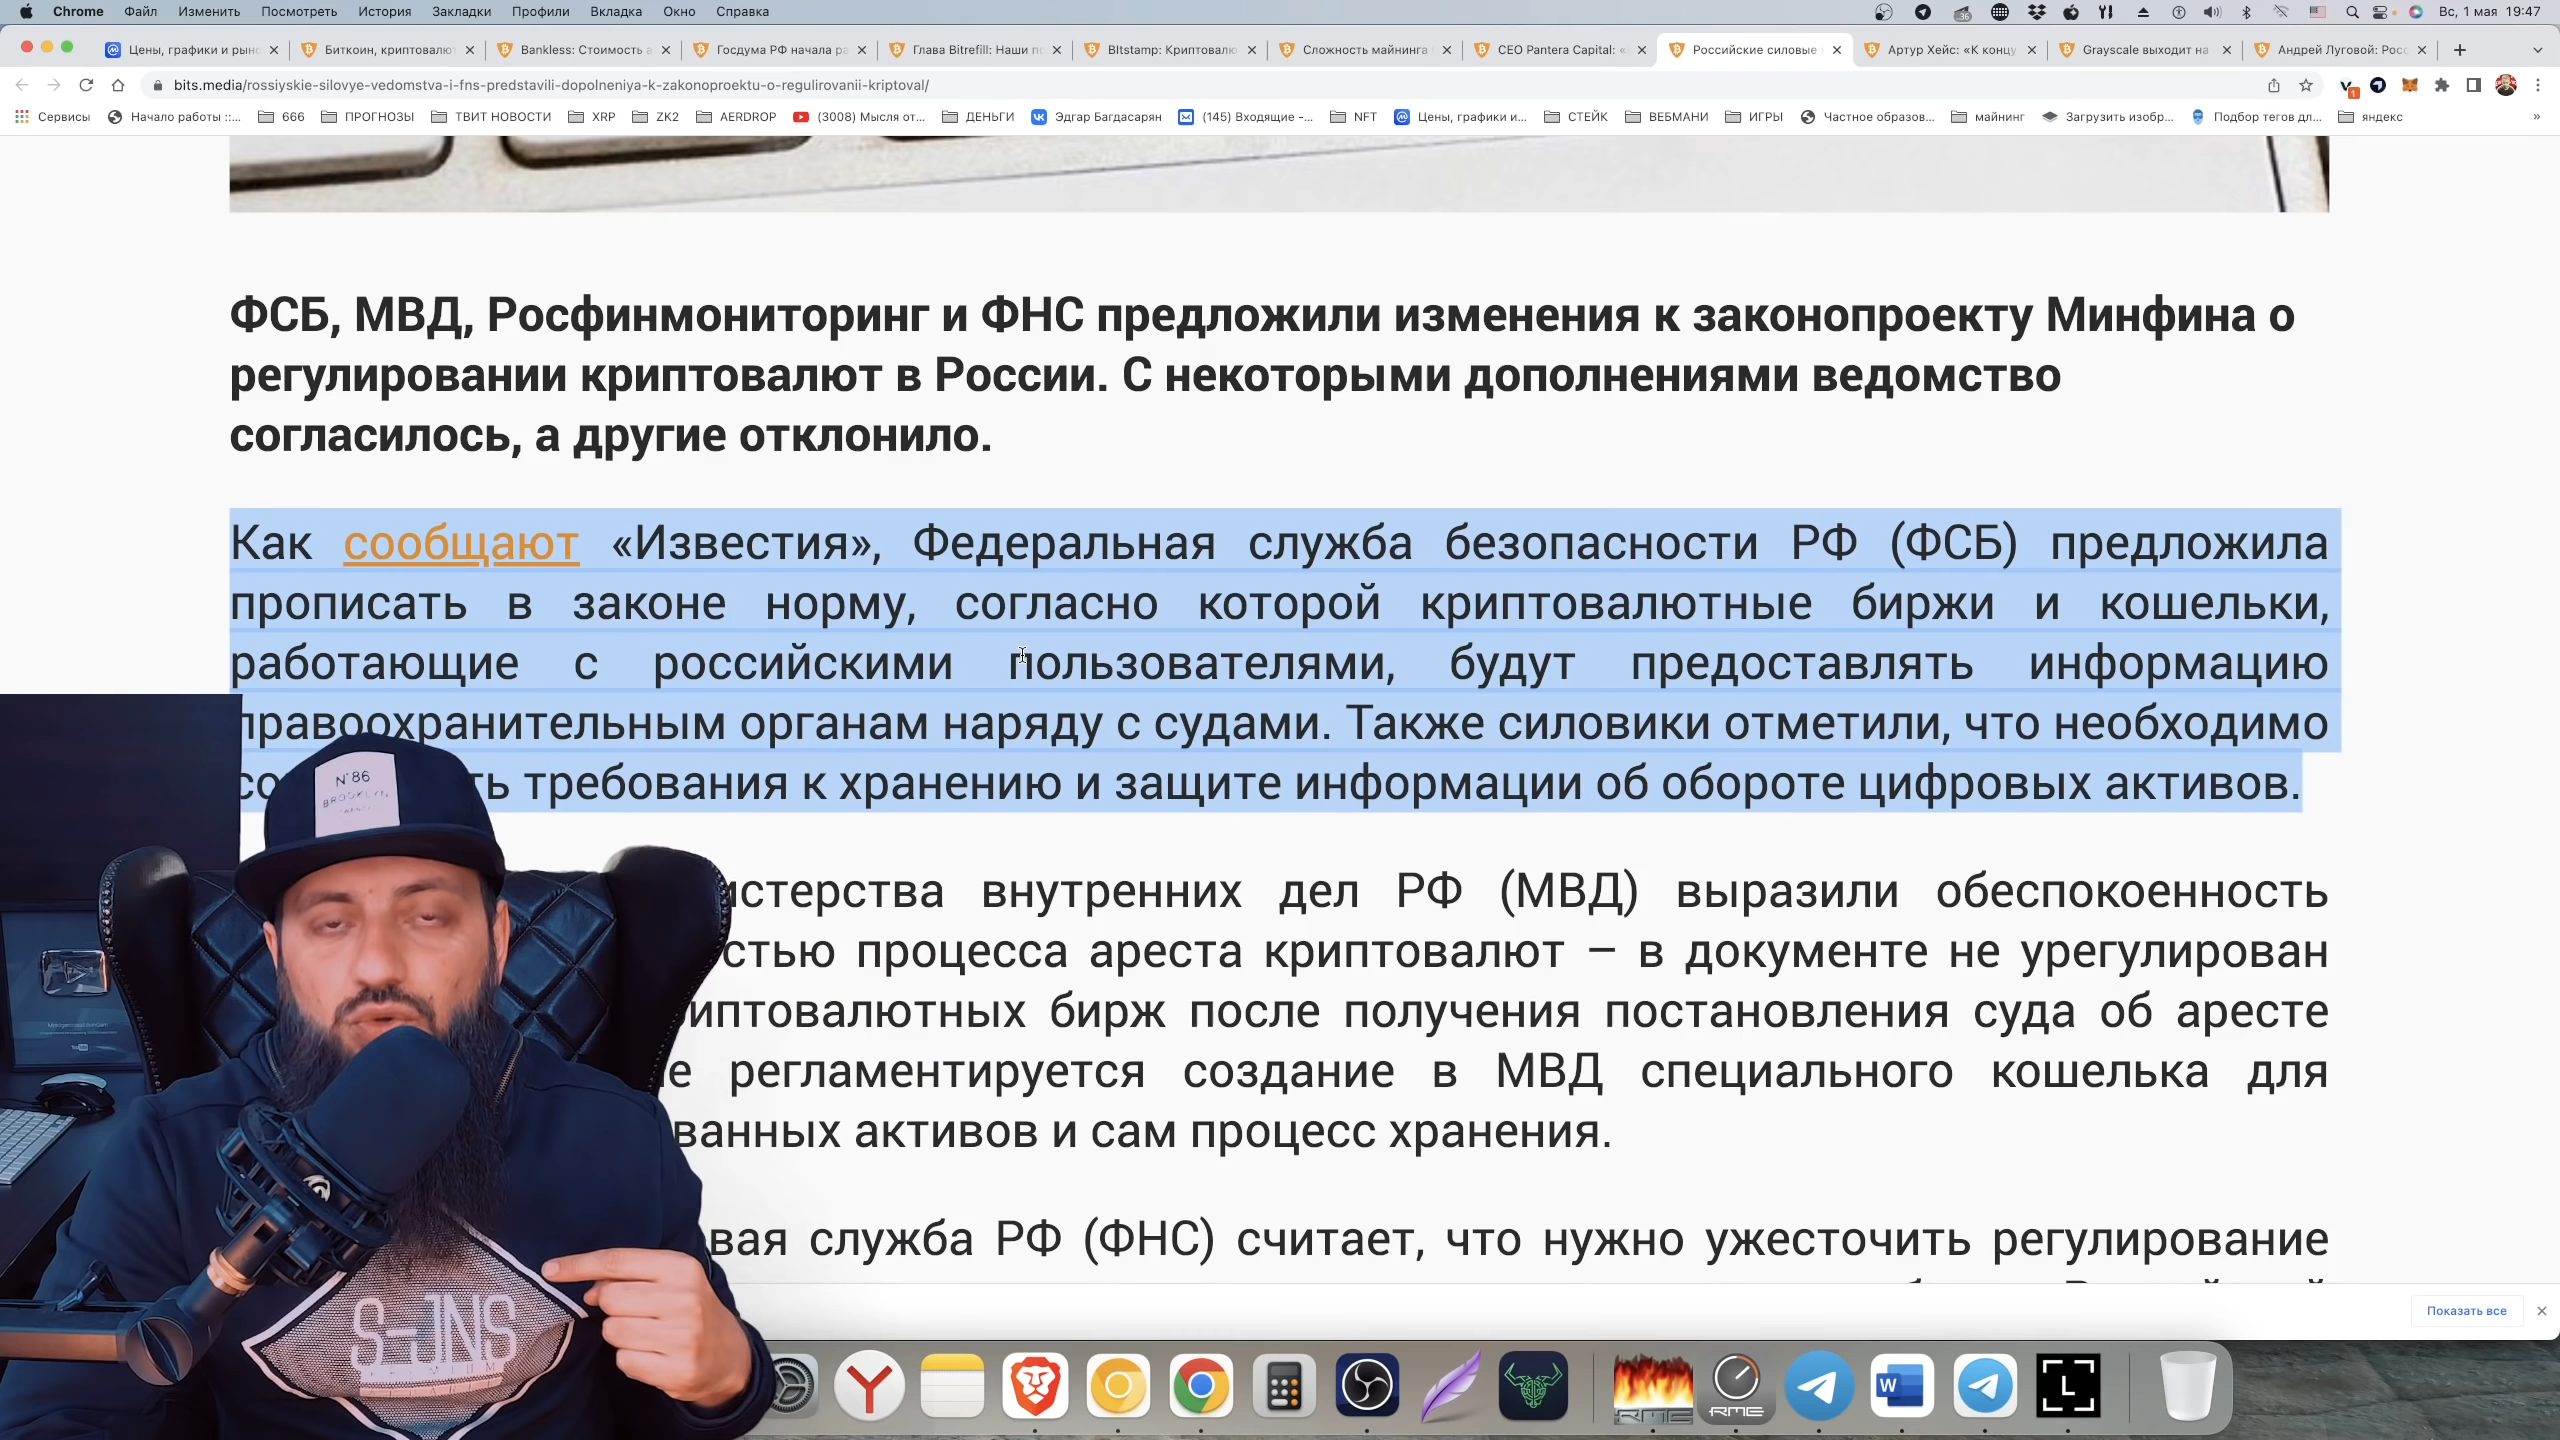 Chrome Файл Изменить Посмотреть История Закладки Профили Вкладка Окно Справка Вс, 1 мая 19:47
Цены, графики и рын Биткоин, криптовалют Bankless: Стоимость Госдума РФ начала р Глава Bitrefill: Наши п BItstamp: Криптовалю Сложность майнинга CEO Pantera Capital: Российские силовые Артур Хейс: «К концу Grayscale выходит на Андрей Луговой: Рос
bits.media/rossiyskie-silovye-vedomstva-i-fns-predstavili-dopolneniya-k-zakonoproektu-o-regulirovanii-kriptoval/
Сервисы Начало работы ::... 666 ПРОГНОЗЫ ТВИТ НОВОСТИ XRP ZK2 AERDROP (3008) Мысля от... ДЕНЬГИ Эдгар Багдасарян (145) Входящие -... NFT Цены, графики и... СТЕЙК ВЕБМАНИ ИГРЫ Частное образов... майнинг Загрузить изобр... Подбор тегов дл... яндекс »
ФСБ, МВД, Росфинмониторинг и ФНС предложили изменения к законопроекту Минфина о
регулировании криптовалют в России. С некоторыми дополнениями ведомство
согласилось, а другие отклонило.
Как сообщают «Известия», Федеральная служба безопасности РФ (ФСБ) предложила
прописать в законе норму, согласно которой криптовалютные биржи и кошельки,
работающие с российскими пользователями, будут предоставлять информацию
правоохранительным органам наряду с судами. Также силовики отметили, что необходимо
требования к хранению и защите информации об обороте цифровых активов.
истерства внутренних дел РФ (МВД) выразили обеспокоенность
стью процесса ареста криптовалют – в документе не урегулирован
иптовалютных бирж после получения постановления суда об аресте
е регламентируется создание в МВД специального кошелька для
ванных активов и сам процесс хранения.
вая служба РФ (ФНС) считает, что нужно ужесточить регулирование
Показать все
N°86
BROOKLYN
S-JNS
RME
RME
W
L